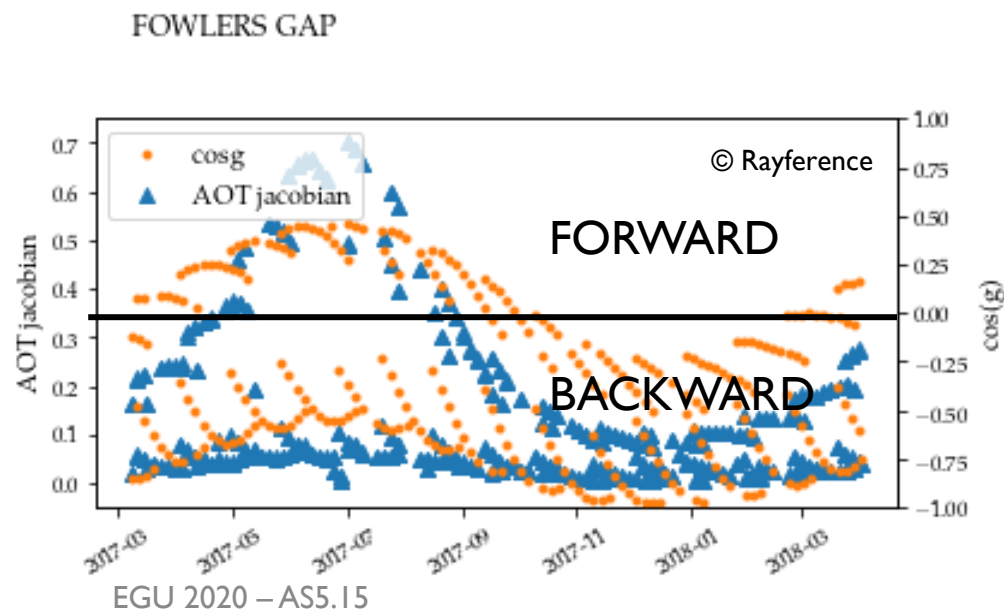 FOWLERS GAP
cosg
AOT jacobian
© Rayference
FORWARD
BACKWARD
AOT jacobian
0.7
0.6
0.5
0.4
0.3
0.2
0.1
0.0
1.00
0.75
0.50
0.25
0.00
−0.25
−0.50
−0.75
−1.00
cos(g)
2017-03
2017-05
2017-07
2017-09
2017-11
2018-01
2018-03
EGU 2020 – AS5.15